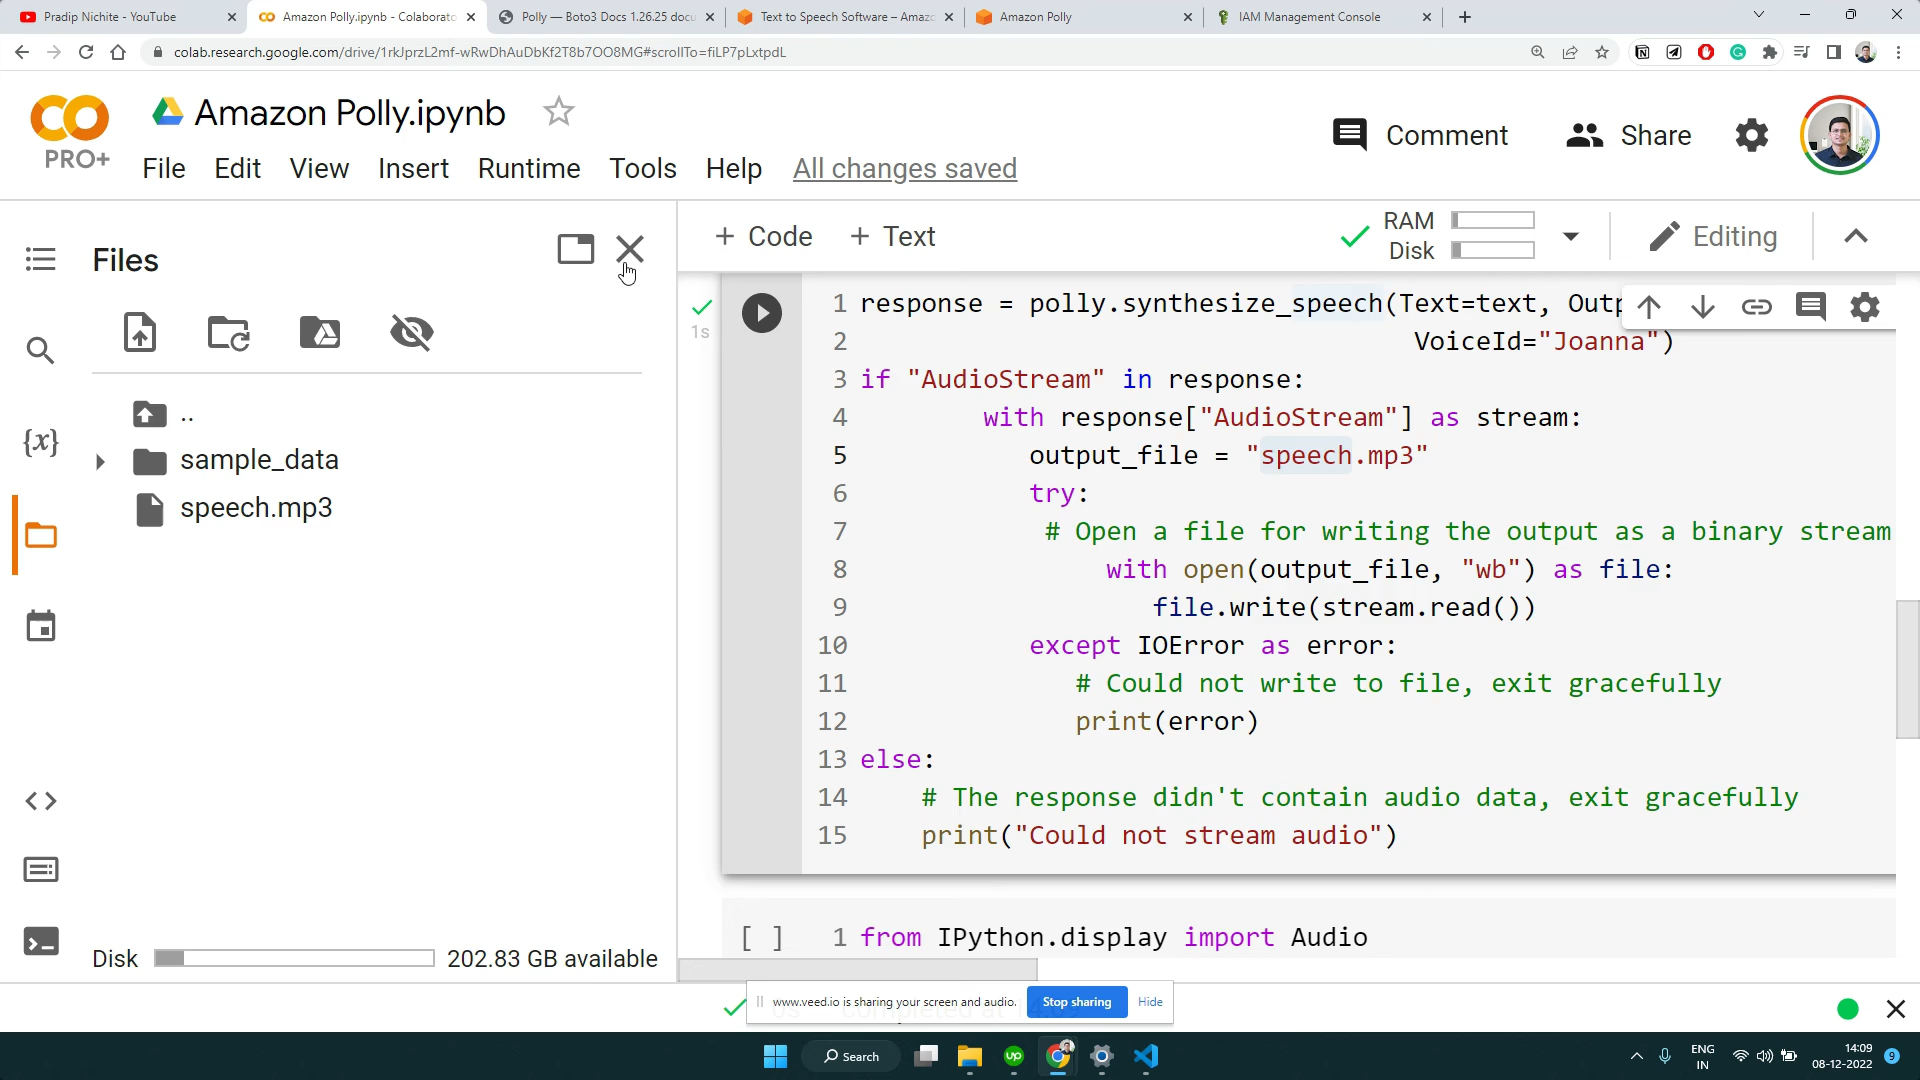 Pradip Nichite - YouTube
Amazon Polly.ipynb - Colaborato
Polly — Boto3 Docs 1.26.25 docu
Text to Speech Software – Amazo
Amazon Polly
IAM Management Console
colab.research.google.com/drive/1rkJprzL2mf-wRwDhAuDbKf2T8b7OO8MG#scrollTo=fiLP7pLxtpdL
PRO+
Amazon Polly.ipynb
File Edit View Insert Runtime Tools Help All changes saved
Comment
Share
Files
..
sample_data
speech.mp3
Disk 202.83 GB available
+ Code + Text
RAM
Disk
Editing
1s
1 response = polly.synthesize_speech(Text=text, Outp
2 VoiceId="Joanna")
3 if "AudioStream" in response:
4 with response["AudioStream"] as stream:
5 output_file = "speech.mp3"
6 try:
7 # Open a file for writing the output as a binary stream
8 with open(output_file, "wb") as file:
9 file.write(stream.read())
10 except IOError as error:
11 # Could not write to file, exit gracefully
12 print(error)
13 else:
14 # The response didn't contain audio data, exit gracefully
15 print("Could not stream audio")
[ ] 1 from IPython.display import Audio
www.veed.io is sharing your screen and audio.
Stop sharing
Hide
Search
up
ENG
IN
14:09
08-12-2022
9